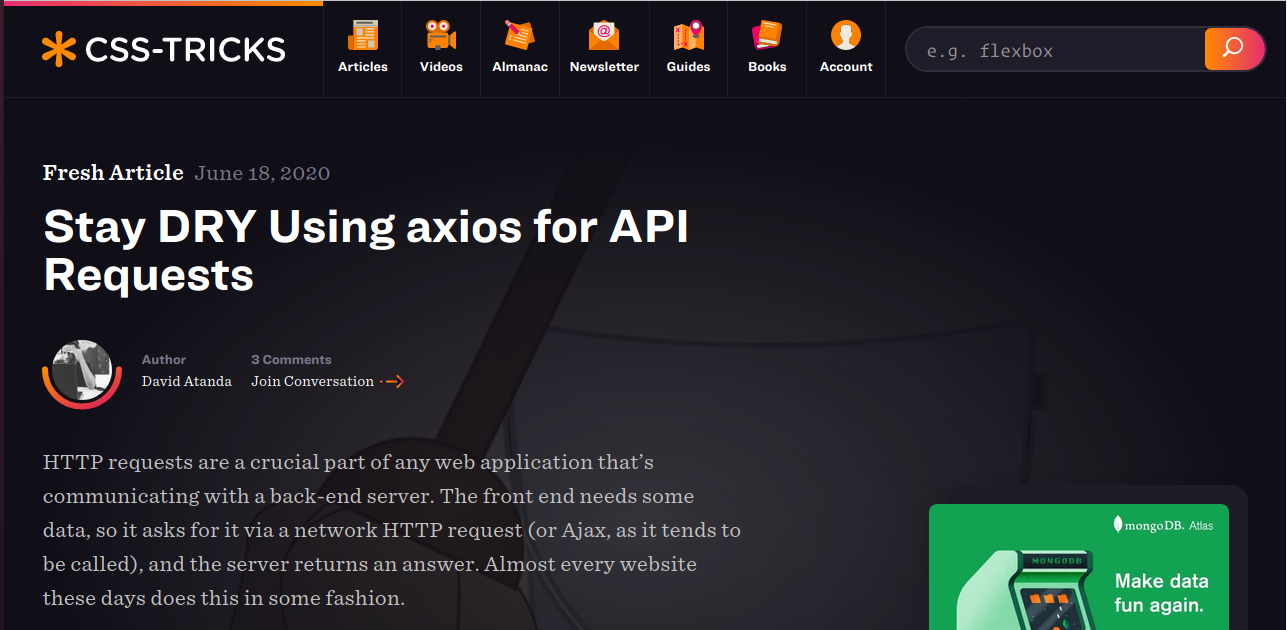 CSS-TRICKS
Articles
Videos
Almanac
Newsletter
Guides
Books
Account
e.g. flexbox
Fresh Article June 18, 2020
Stay DRY Using axios for API
Requests
Author
David Atanda
3 Comments
Join Conversation
HTTP requests are a crucial part of any web application that’s
communicating with a back-end server. The front end needs some
data, so it asks for it via a network HTTP request (or Ajax, as it tends to
be called), and the server returns an answer. Almost every website
these days does this in some fashion.
mongoDB. Atlas
MONGODB
Make data
fun again.